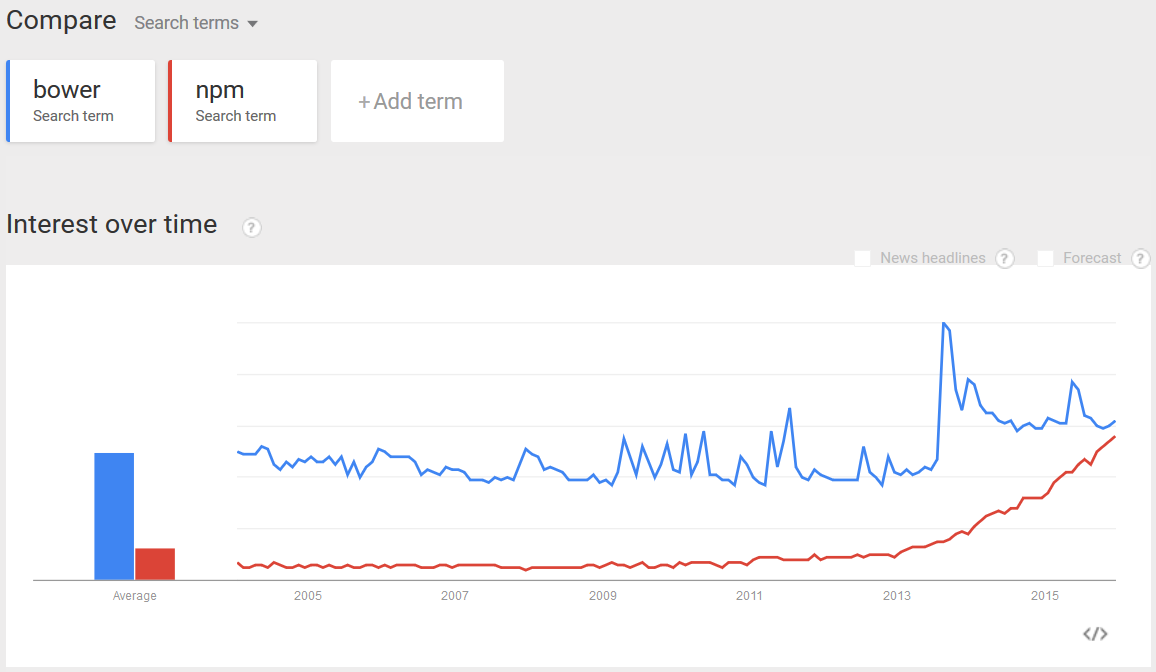 Compare Search terms
bower npm
Search term Search term
+ Add term
Interest over time ?
News headlines ? Forecast ?
Average 2005 2007 2009 2011 2013 2015
</>